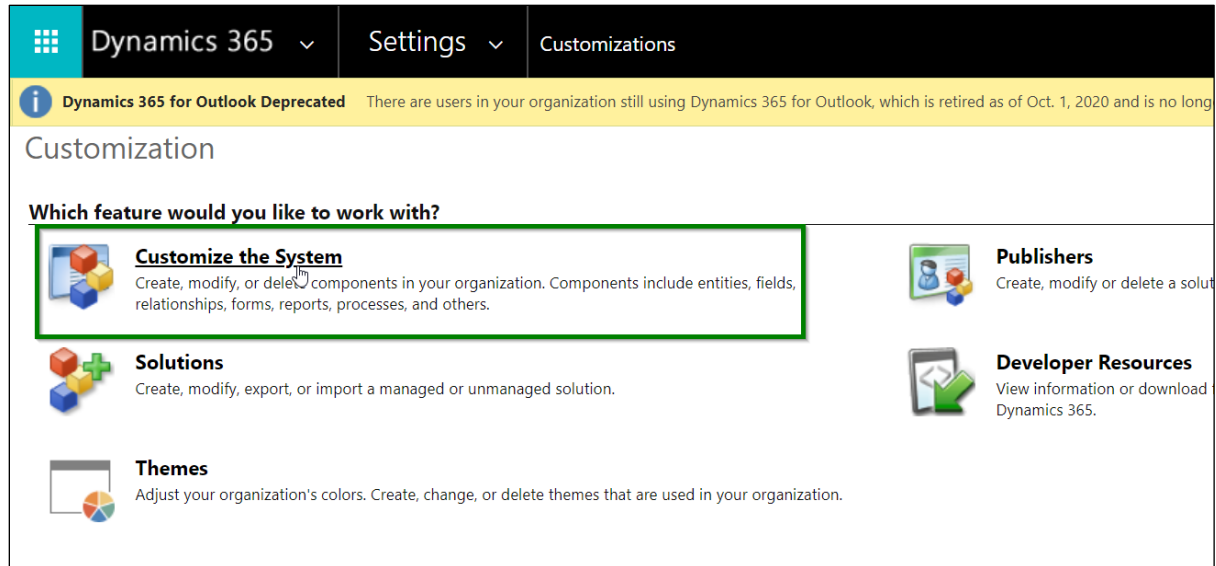 Dynamics 365
Settings
Customizations
Dynamics 365 for Outlook Deprecated There are users in your organization still using Dynamics 365 for Outlook, which is retired as of Oct. 1, 2020 and is no
Customization
Which feature would you like to work with?
Customize the System
Create, modify, or delete components in your organization. Components include entities, fields,
relationships, forms, reports, processes, and others.
Publishers
Create, modify or delete a
Solutions
Create, modify, export, or import a managed or unmanaged solution.
Developer Resources
View information or download
Dynamics 365.
Themes
Adjust your organization's colors. Create, change, or delete themes that are used in your organization.